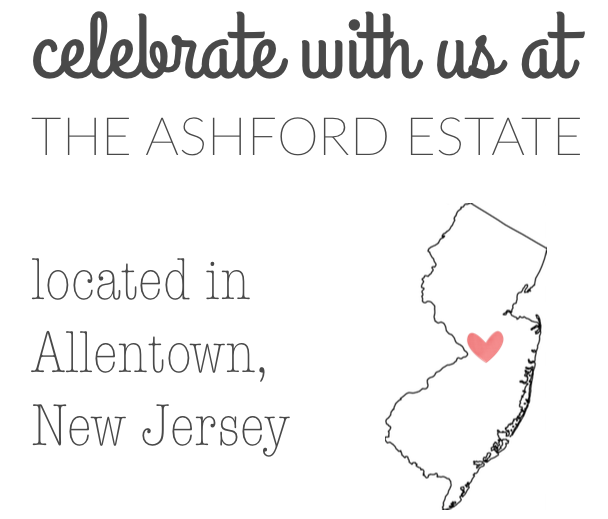 celebrate with us at
THE ASHFORD ESTATE
located in
Allentown,
New Jersey